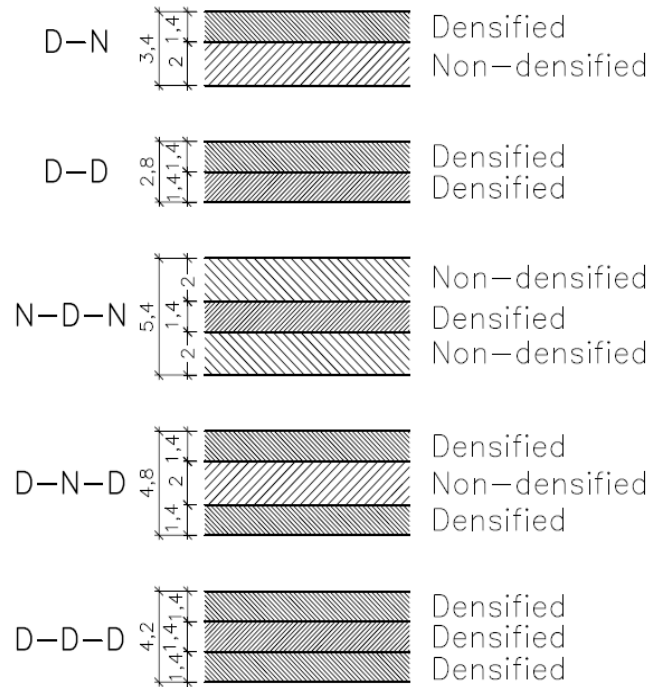 D-N 3,4 1,4 2 Densified
Non-densified
D-D 2,8 1,4 1,4 Densified
Densified
N-D-N 5,4 2 1,4 2 Non-densified
Densified
Non-densified
D-N-D 4,8 1,4 2 1,4 Densified
Non-densified
Densified
D-D-D 4,2 1,4 1,4 1,4 Densified
Densified
Densified